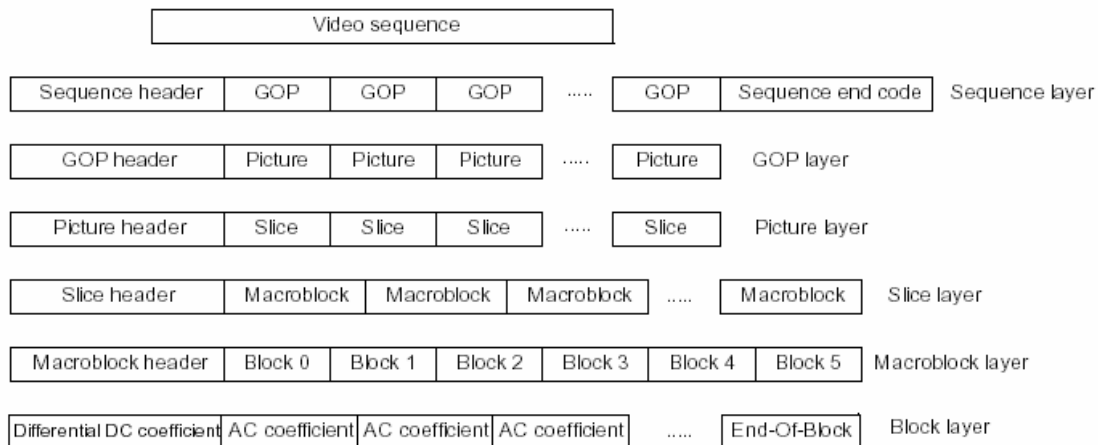 Video sequence
Sequence header GOP GOP GOP ..... GOP Sequence end code Sequence layer
GOP header Picture Picture Picture ..... Picture GOP layer
Picture header Slice Slice Slice ..... Slice Picture layer
Slice header Macroblock Macroblock Macroblock ..... Macroblock Slice layer
Macroblock header Block 0 Block 1 Block 2 Block 3 Block 4 Block 5 Macroblock layer
Differential DC coefficient AC coefficient AC coefficient AC coefficient ..... End-Of-Block Block layer